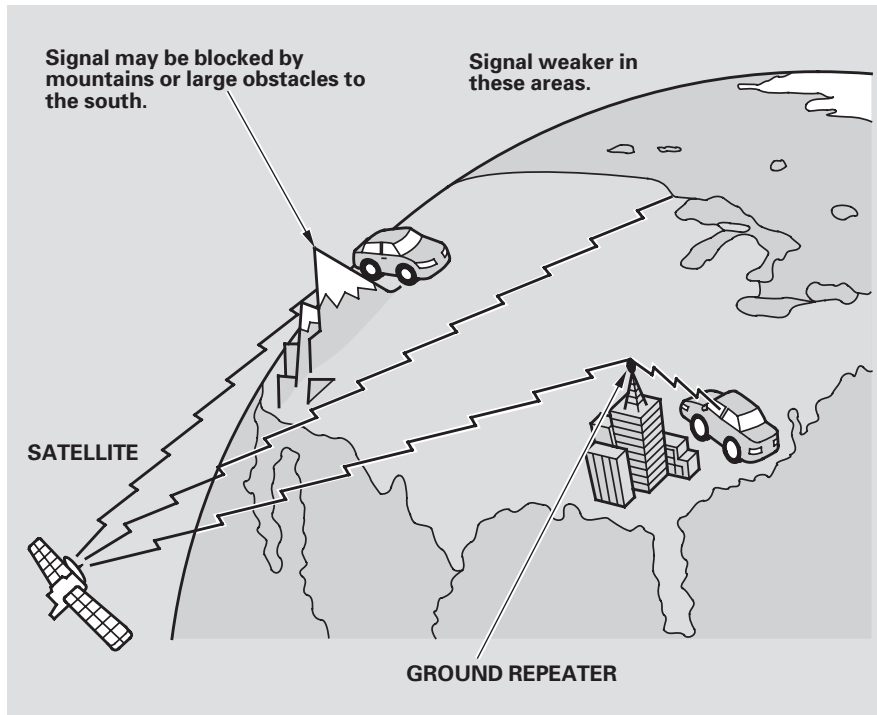 Signal may be blocked by
mountains or large obstacles to
the south.
Signal weaker in
these areas.
SATELLITE
GROUND REPEATER